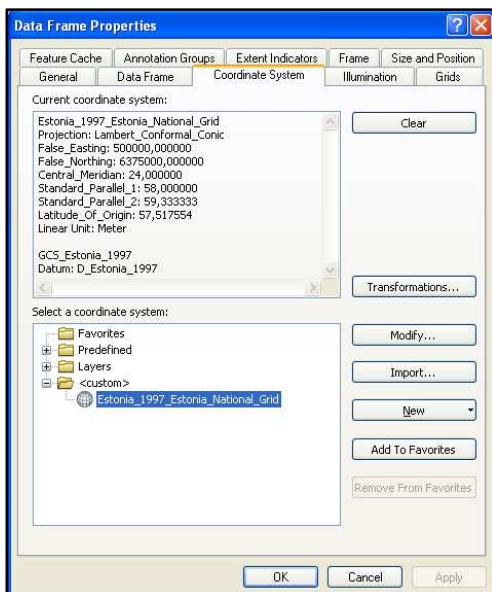 Data Frame Properties
Feature Cache Annotation Groups Extent Indicators Frame Size and Position
General Data Frame Coordinate System Illumination Grids
Current coordinate system:
Estonia_1997_Estonia_National_Grid
Projection: Lambert_Conformal_Conic
False_Easting: 500000,000000
False_Northing: 6375000,000000
Central_Meridian: 24,000000
Standard_Parallel_1: 58,000000
Standard_Parallel_2: 59,333333
Latitude_Of_Origin: 57,517554
Linear Unit: Meter
GCS_Estonia_1997
Datum: D_Estonia_1997
Clear
Transformations...
Select a coordinate system:
Favorites
Predefined
Layers
<custom>
Estonia_1997_Estonia_National_Grid
Modify...
Import...
New
Add To Favorites
Remove From Favorites
OK Cancel Apply